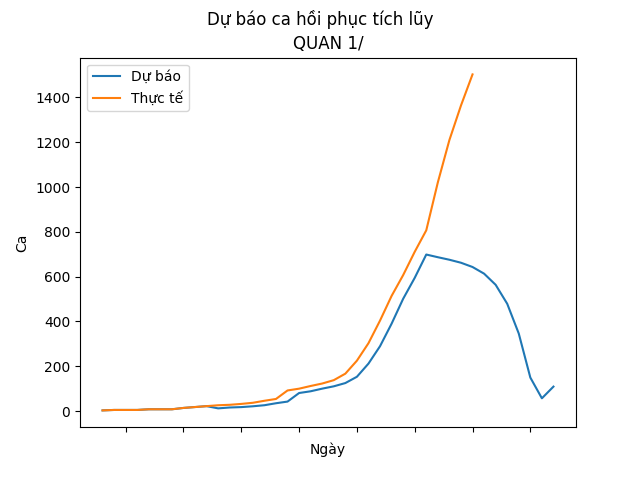 Dự báo ca hồi phục tích lũy
QUAN 1/
Dự báo
Thực tế
1400
1200
1000
800
600
400
200
0
Ca
Ngày